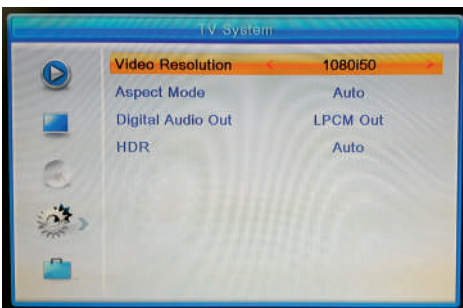 TV System
Video Resolution < 1080i50 >
Aspect Mode Auto
Digital Audio Out LPCM Out
HDR Auto